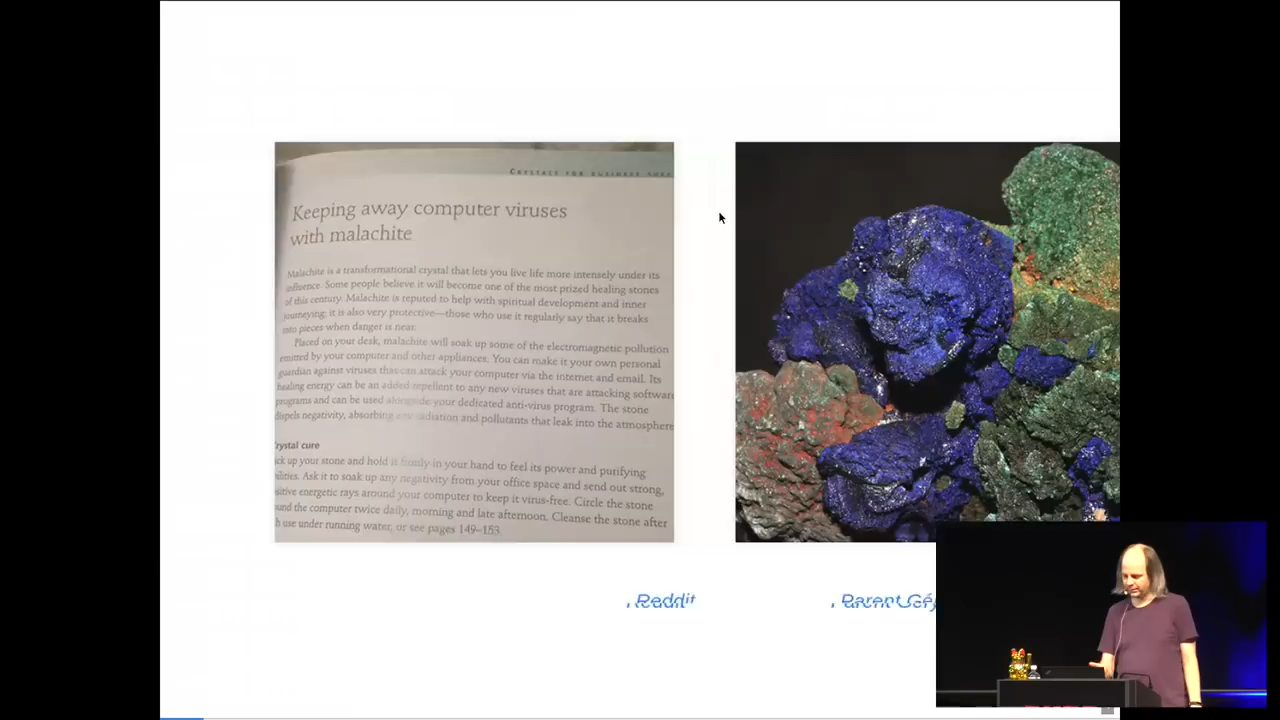 CRYSTALS FOR BUSINESS
Keeping away computer viruses
with malachite
Malachite is a transformational crystal that lets you live life more intensely under its
influence. Some people believe it will become one of the most prized healing stones
of this century. Malachite is reputed to help with spiritual development and inner
journeying; it is also very protective—those who use it regularly say that it breaks
into pieces when danger is near.
Placed on your desk, malachite will soak up some of the electromagnetic pollution
emitted by your computer and other appliances. You can make it your own personal
guardian against viruses that can attack your computer via the internet and email. Its
healing energy can be an added repellent to any new viruses that are attacking software
programs and can be used alongside your dedicated anti-virus program. The stone
dispels negativity, absorbing any radiation and pollutants that leak into the atmosphere
rystal cure
ck up your stone and hold it firmly in your hand to feel its power and purifying
ilities. Ask it to soak up any negativity from your office space and send out strong,
sitive energetic rays around your computer to keep it virus-free. Circle the stone
und the computer twice daily, morning and late afternoon. Cleanse the stone after
h use under running water, or see pages 149–153.
Reddit
Parent Gé